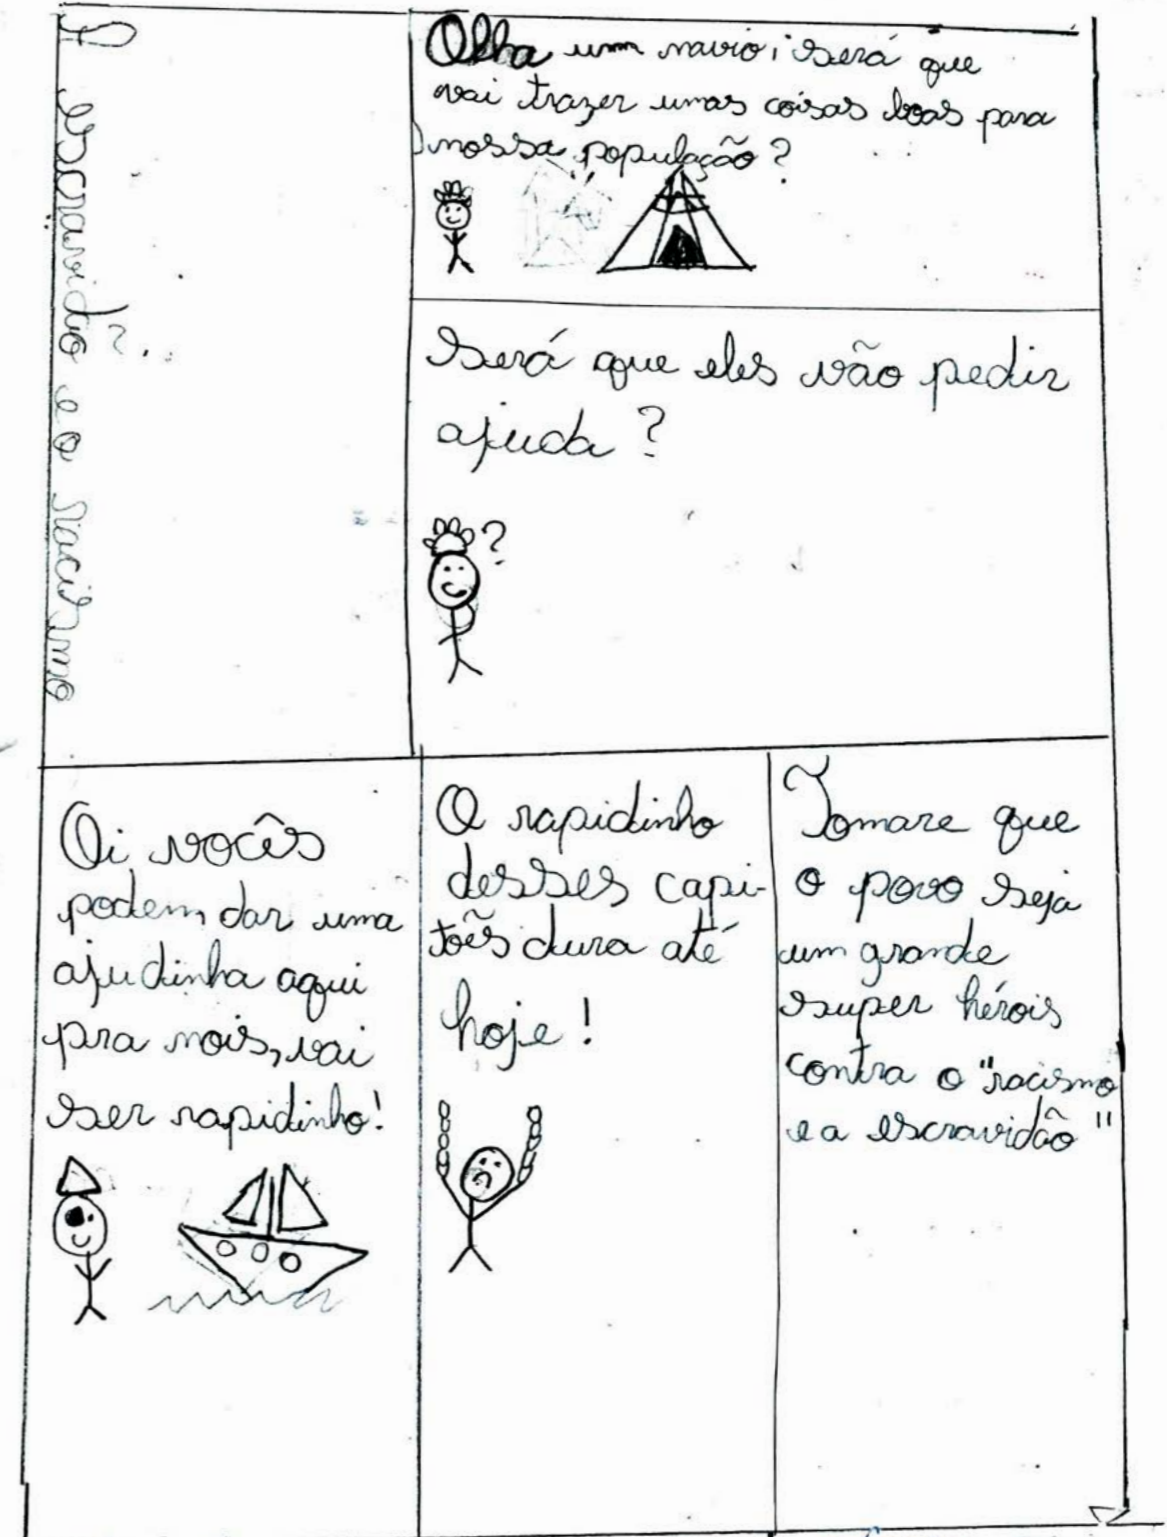 A escravidão e o racismo
Olha um navio, será que
vai trazer umas coisas boas para
nossa população?
Será que eles vão pedir
ajuda?
?
Oi vocês
podem dar uma
ajudinha aqui
pra nois, vai
ser rapidinho!
O rapidinho
desses capi-
tões dura até
hoje!
Tomare que
o povo seja
um grande
super hérois
contra o "racismo
e a escravidão"